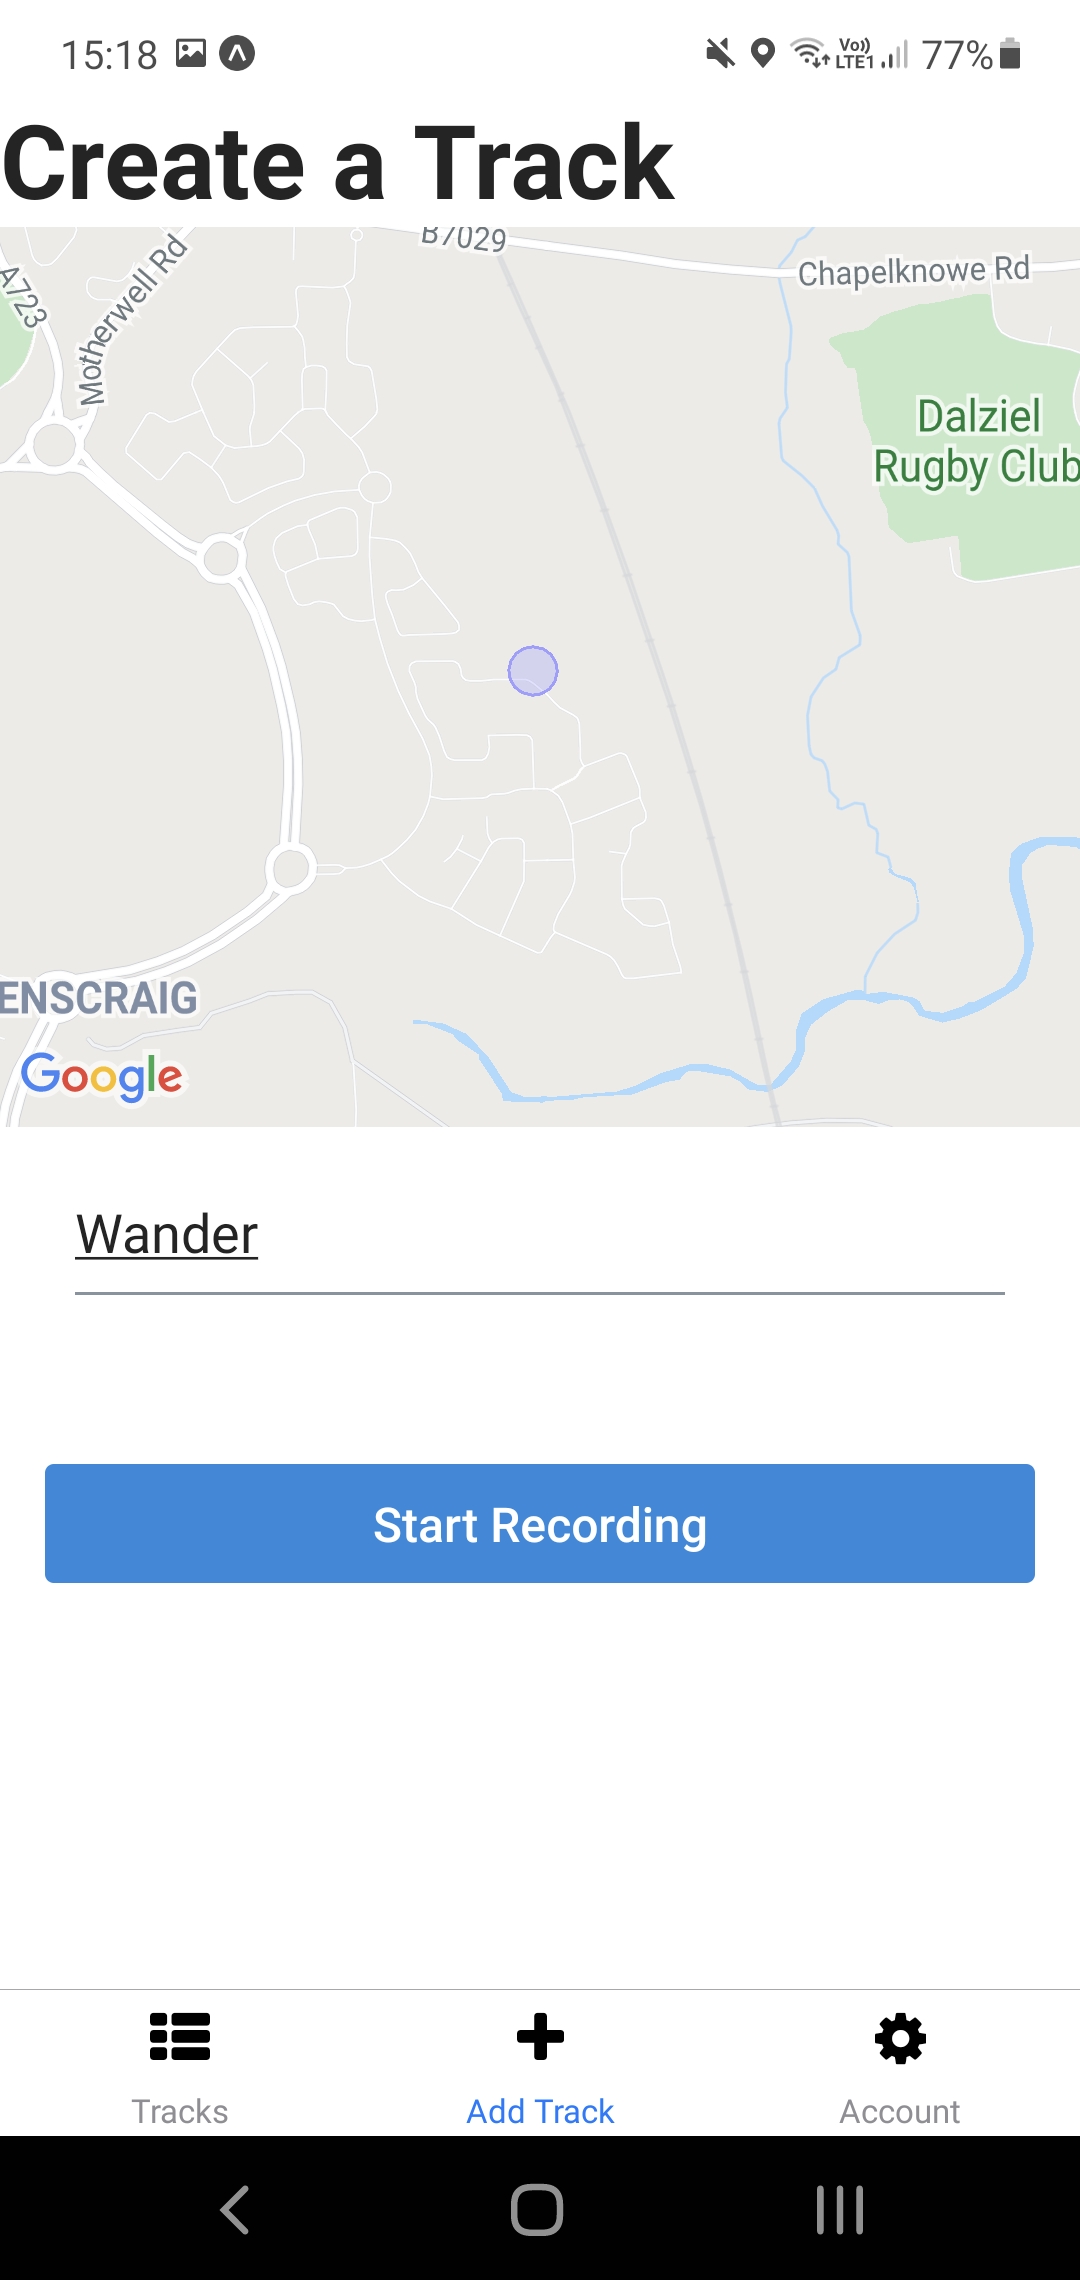 15:18
Vo))
LTE1
77%
Create a Track
B7029
Chapelknowe Rd
A723
Motherwell Rd
Dalziel
Rugby Club
ENSCRAIG
Google
Wander
Start Recording
Tracks
Add Track
Account